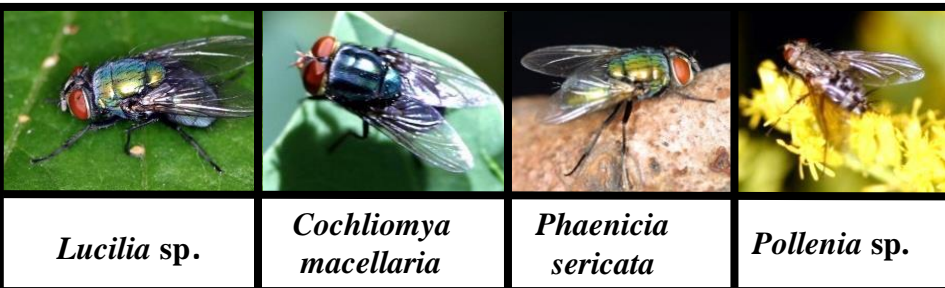 Lucilia sp.
Cochliomya
macellaria
Phaenicia
sericata
Pollenia sp.